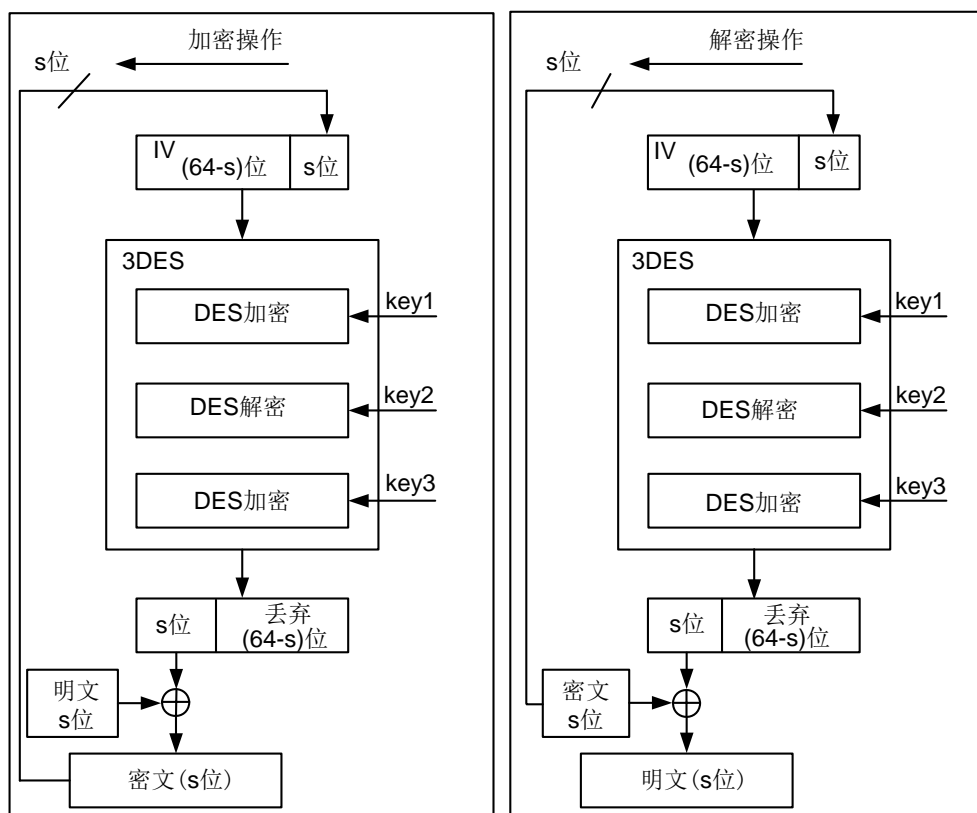 加密操作
s位
IV
(64-s)位
s位
3DES
DES加密
key1
DES解密
key2
DES加密
key3
s位
丢弃
(64-s)位
明文
s位
密文(s位)
解密操作
s位
IV
(64-s)位
s位
3DES
DES加密
key1
DES解密
key2
DES加密
key3
s位
丢弃
(64-s)位
密文
s位
明文(s位)